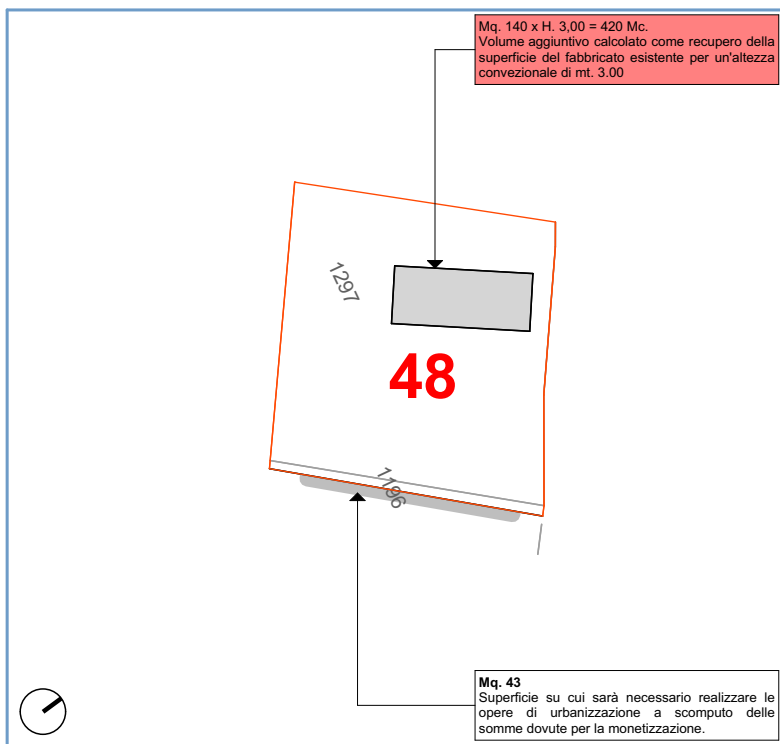 Mq. 140 x H. 3,00 = 420 Mc.
Volume aggiuntivo calcolato come recupero della
superficie del fabbricato esistente per un'altezza
convezionale di mt. 3.00
1297
48
1196
Mq. 43
Superficie su cui sarà necessario realizzare le
opere di urbanizzazione a scomputo delle
somme dovute per la monetizzazione.